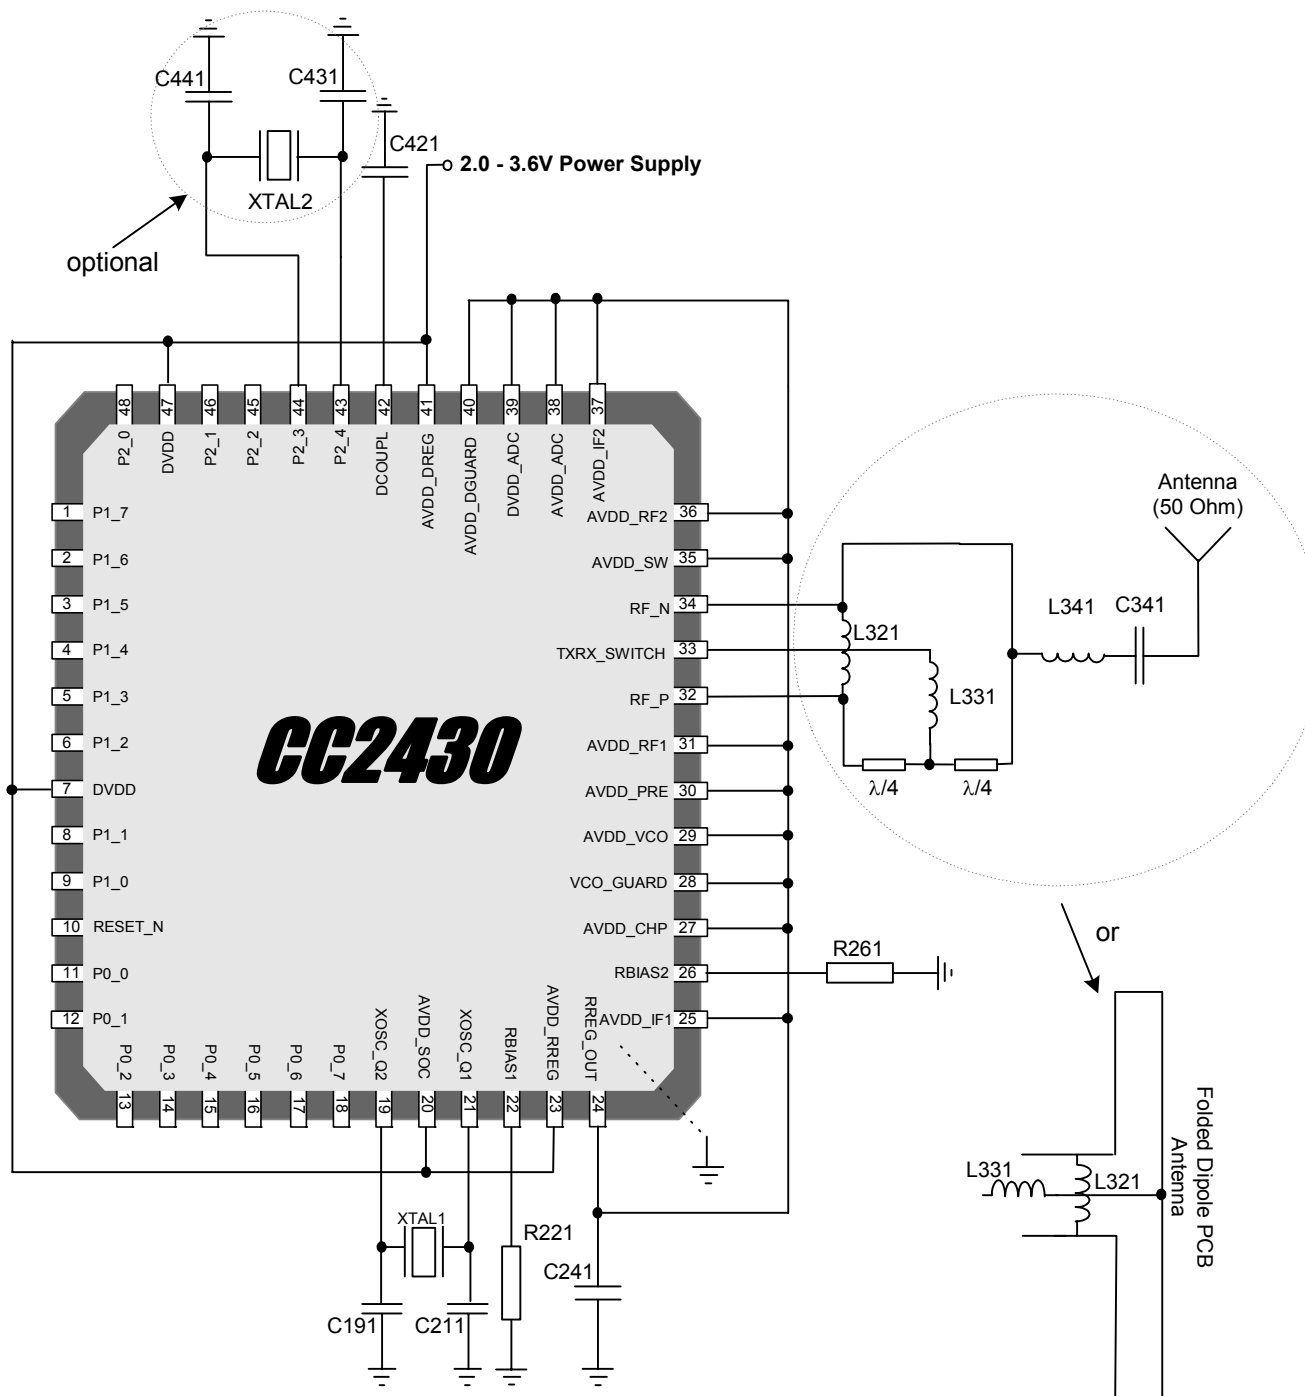 C441
C431
C421
2.0 - 3.6V Power Supply
XTAL2
optional
48
47
46
45
44
43
42
41
40
39
38
37
P2_0
DVDD
P2_1
P2_2
P2_3
P2_4
DCOUPL
AVDD_DREG
AVDD_DGUARD
DVDD_ADC
AVDD_ADC
AVDD_IF2
1 P1_7
2 P1_6
3 P1_5
4 P1_4
5 P1_3
6 P1_2
7 DVDD
8 P1_1
9 P1_0
10 RESET_N
11 P0_0
12 P0_1
CC2430
AVDD_RF2 36
AVDD_SW 35
RF_N 34
TXRX_SWITCH 33
RF_P 32
AVDD_RF1 31
AVDD_PRE 30
AVDD_VCO 29
VCO_GUARD 28
AVDD_CHP 27
RBIAS2 26
AVDD_IF1 25
P0_2
P0_3
P0_4
P0_5
P0_6
P0_7
XOSC_Q2
AVDD_SOC
XOSC_Q1
RBIAS1
AVDD_RREG
RREG_OUT
13
14
15
16
17
18
19
20
21
22
23
24
Antenna
(50 Ohm)
L341
C341
L321
L331
λ/4
λ/4
or
R261
XTAL1
R221
C241
C191
C211
L331
L321
Folded Dipole PCB
Antenna